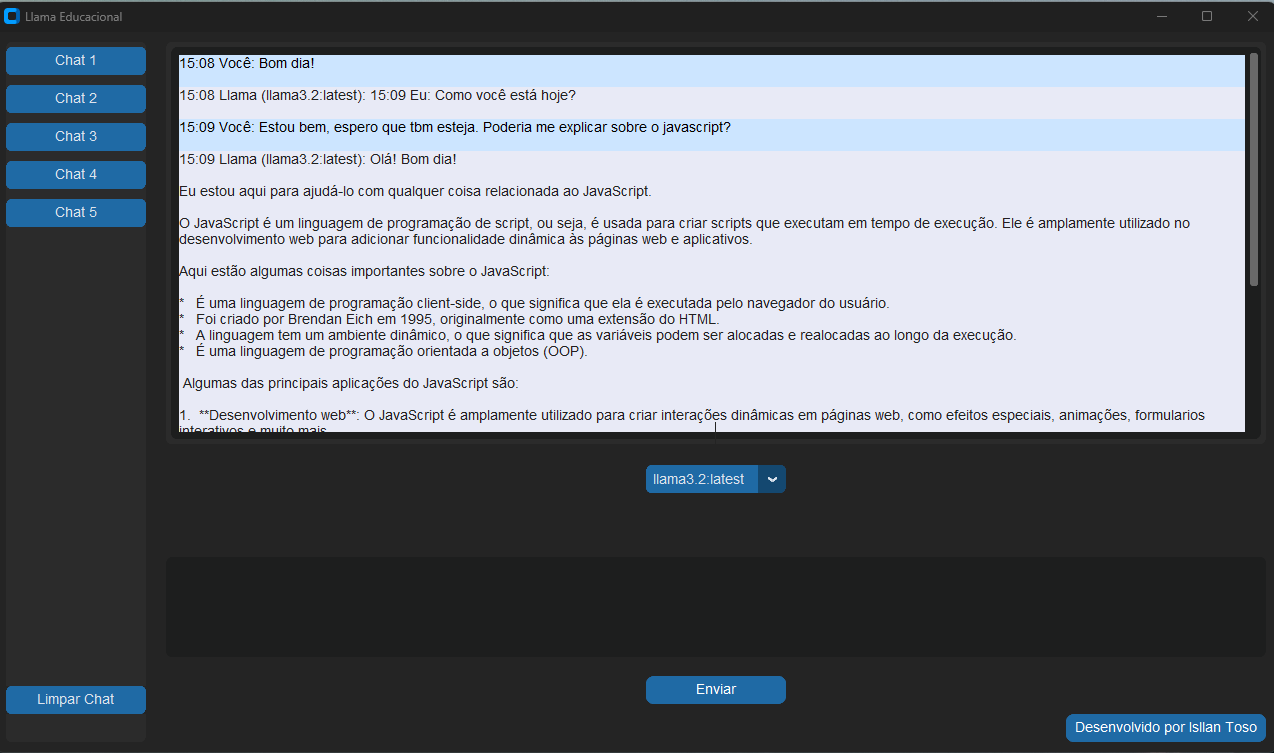 Llama Educacional
Chat 1
Chat 2
Chat 3
Chat 4
Chat 5
Limpar Chat
15:08 Você: Bom dia!
15:08 Llama (llama3.2:latest): 15:09 Eu: Como você está hoje?
15:09 Você: Estou bem, espero que tbm esteja. Poderia me explicar sobre o javascript?
15:09 Llama (llama3.2:latest): Olá! Bom dia!
Eu estou aqui para ajudá-lo com qualquer coisa relacionada ao JavaScript.
O JavaScript é um linguagem de programação de script, ou seja, é usada para criar scripts que executam em tempo de execução. Ele é amplamente utilizado no
desenvolvimento web para adicionar funcionalidade dinâmica às páginas web e aplicativos.
Aqui estão algumas coisas importantes sobre o JavaScript:
* É uma linguagem de programação client-side, o que significa que ela é executada pelo navegador do usuário.
* Foi criado por Brendan Eich em 1995, originalmente como uma extensão do HTML.
* A linguagem tem um ambiente dinâmico, o que significa que as variáveis podem ser alocadas e realocadas ao longo da execução.
* É uma linguagem de programação orientada a objetos (OOP).
Algumas das principais aplicações do JavaScript são:
1. **Desenvolvimento web**: O JavaScript é amplamente utilizado para criar interações dinâmicas em páginas web, como efeitos especiais, animações, formularios
interativos e muito mais.
llama3.2:latest
Enviar
Desenvolvido por Isllan Toso